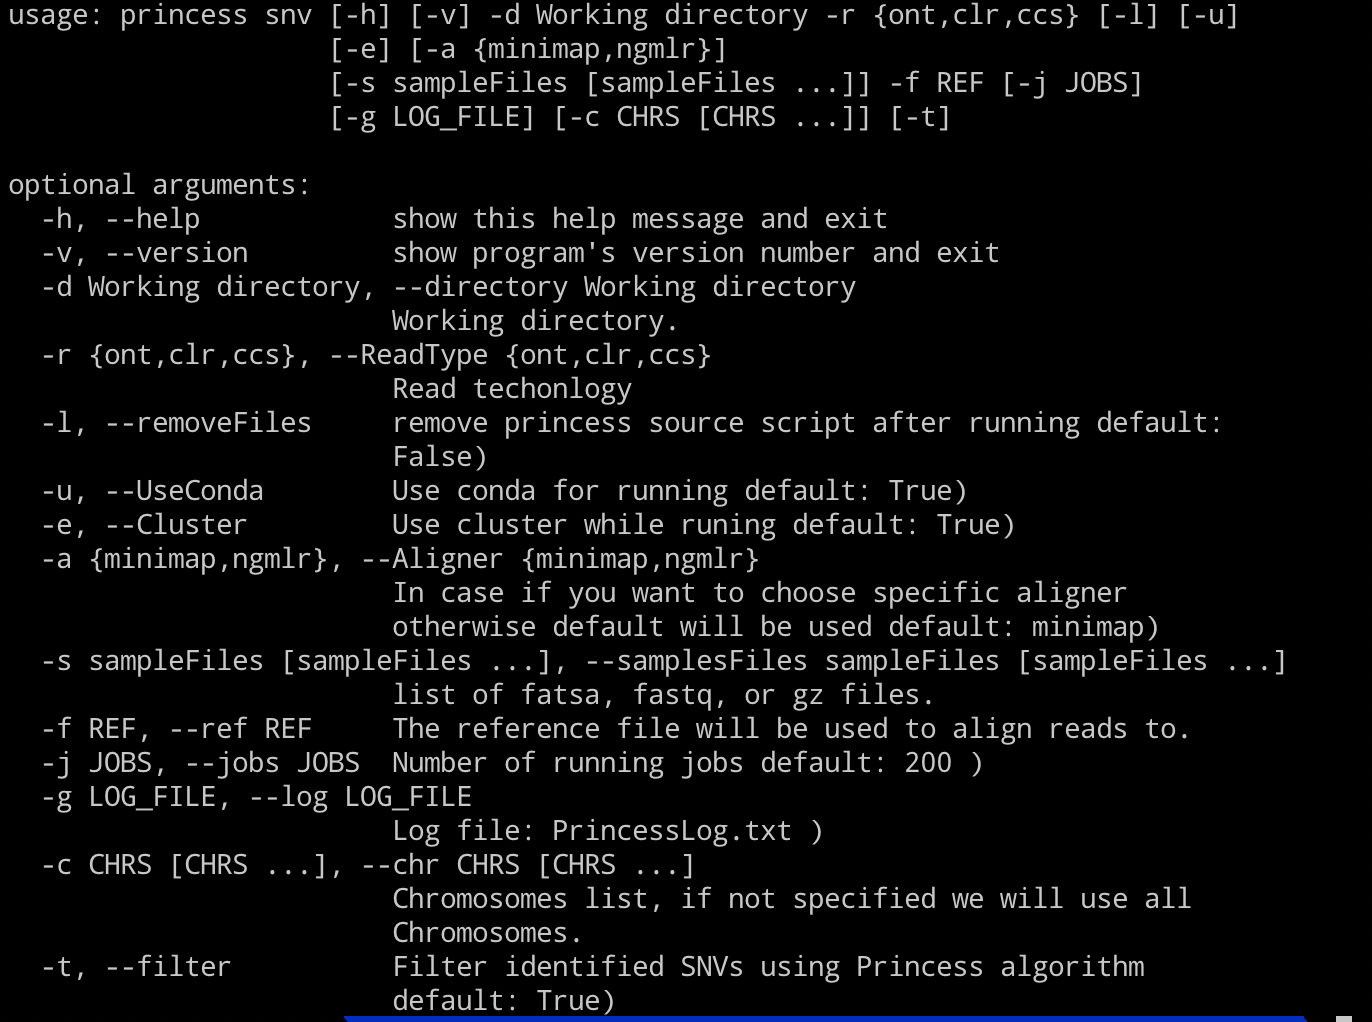 usage: princess snv [-h] [-v] -d Working directory -r {ont,clr,ccs} [-l] [-u]
                    [-e] [-a {minimap,ngmlr}]
                    [-s sampleFiles [sampleFiles ...]] -f REF [-j JOBS]
                    [-g LOG_FILE] [-c CHRS [CHRS ...]] [-t]

optional arguments:
  -h, --help            show this help message and exit
  -v, --version         show program's version number and exit
  -d Working directory, --directory Working directory
                        Working directory.
  -r {ont,clr,ccs}, --ReadType {ont,clr,ccs}
                        Read techonlogy
  -l, --removeFiles     remove princess source script after running default:
                        False)
  -u, --UseConda        Use conda for running default: True)
  -e, --Cluster         Use cluster while runing default: True)
  -a {minimap,ngmlr}, --Aligner {minimap,ngmlr}
                        In case if you want to choose specific aligner
                        otherwise default will be used default: minimap)
  -s sampleFiles [sampleFiles ...], --samplesFiles sampleFiles [sampleFiles ...]
                        list of fatsa, fastq, or gz files.
  -f REF, --ref REF     The reference file will be used to align reads to.
  -j JOBS, --jobs JOBS  Number of running jobs default: 200 )
  -g LOG_FILE, --log LOG_FILE
                        Log file: PrincessLog.txt )
  -c CHRS [CHRS ...], --chr CHRS [CHRS ...]
                        Chromosomes list, if not specified we will use all
                        Chromosomes.
  -t, --filter          Filter identified SNVs using Princess algorithm
                        default: True)